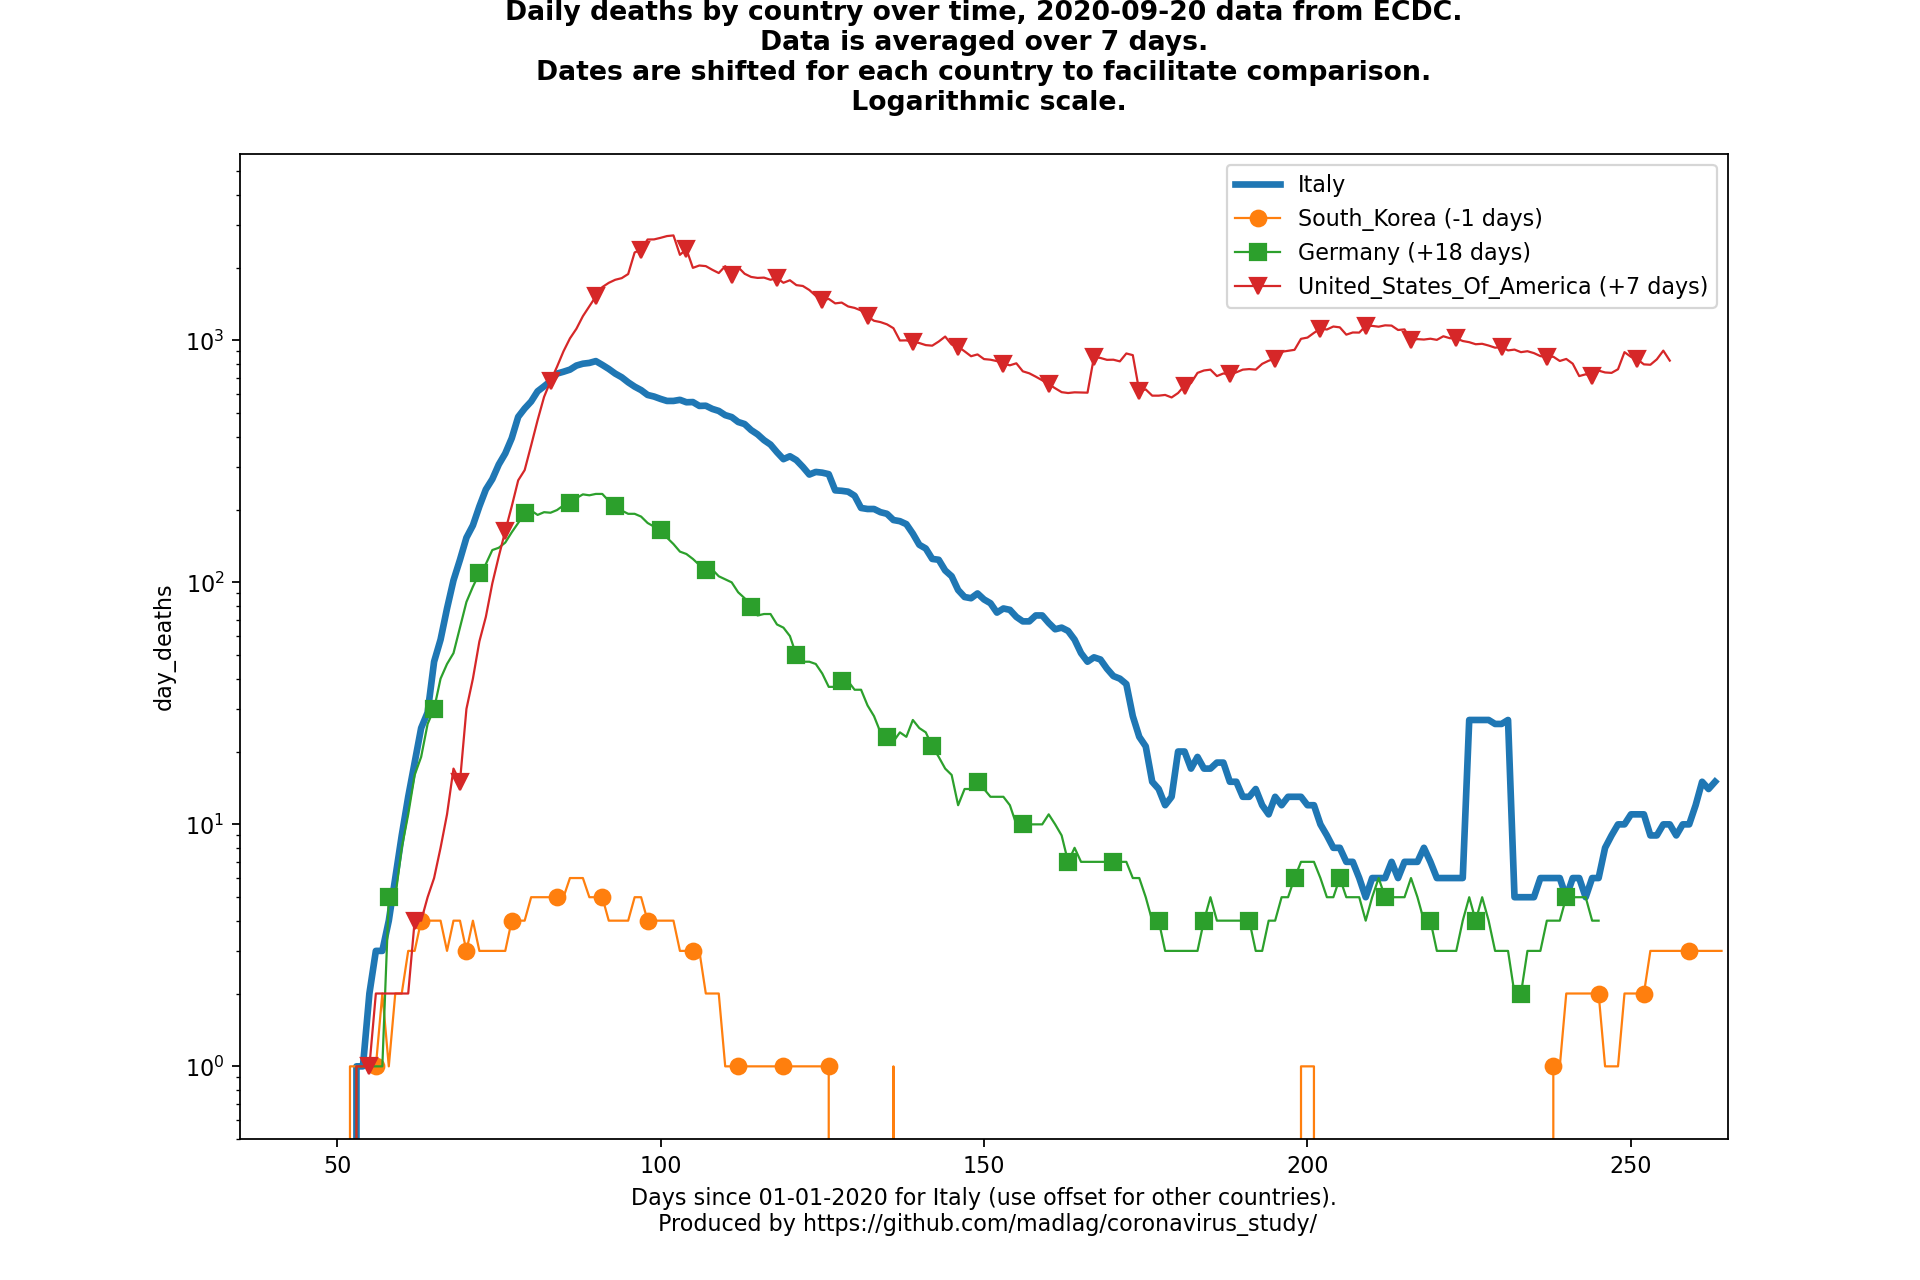 Daily deaths by country over time, 2020-09-20 data from ECDC.
Data is averaged over 7 days.
Dates are shifted for each country to facilitate comparison.
Logarithmic scale.
Italy
South_Korea (-1 days)
Germany (+18 days)
United_States_Of_America (+7 days)
day_deaths
10³
10²
10¹
10⁰
50 100 150 200 250
Days since 01-01-2020 for Italy (use offset for other countries).
Produced by https://github.com/madlag/coronavirus_study/